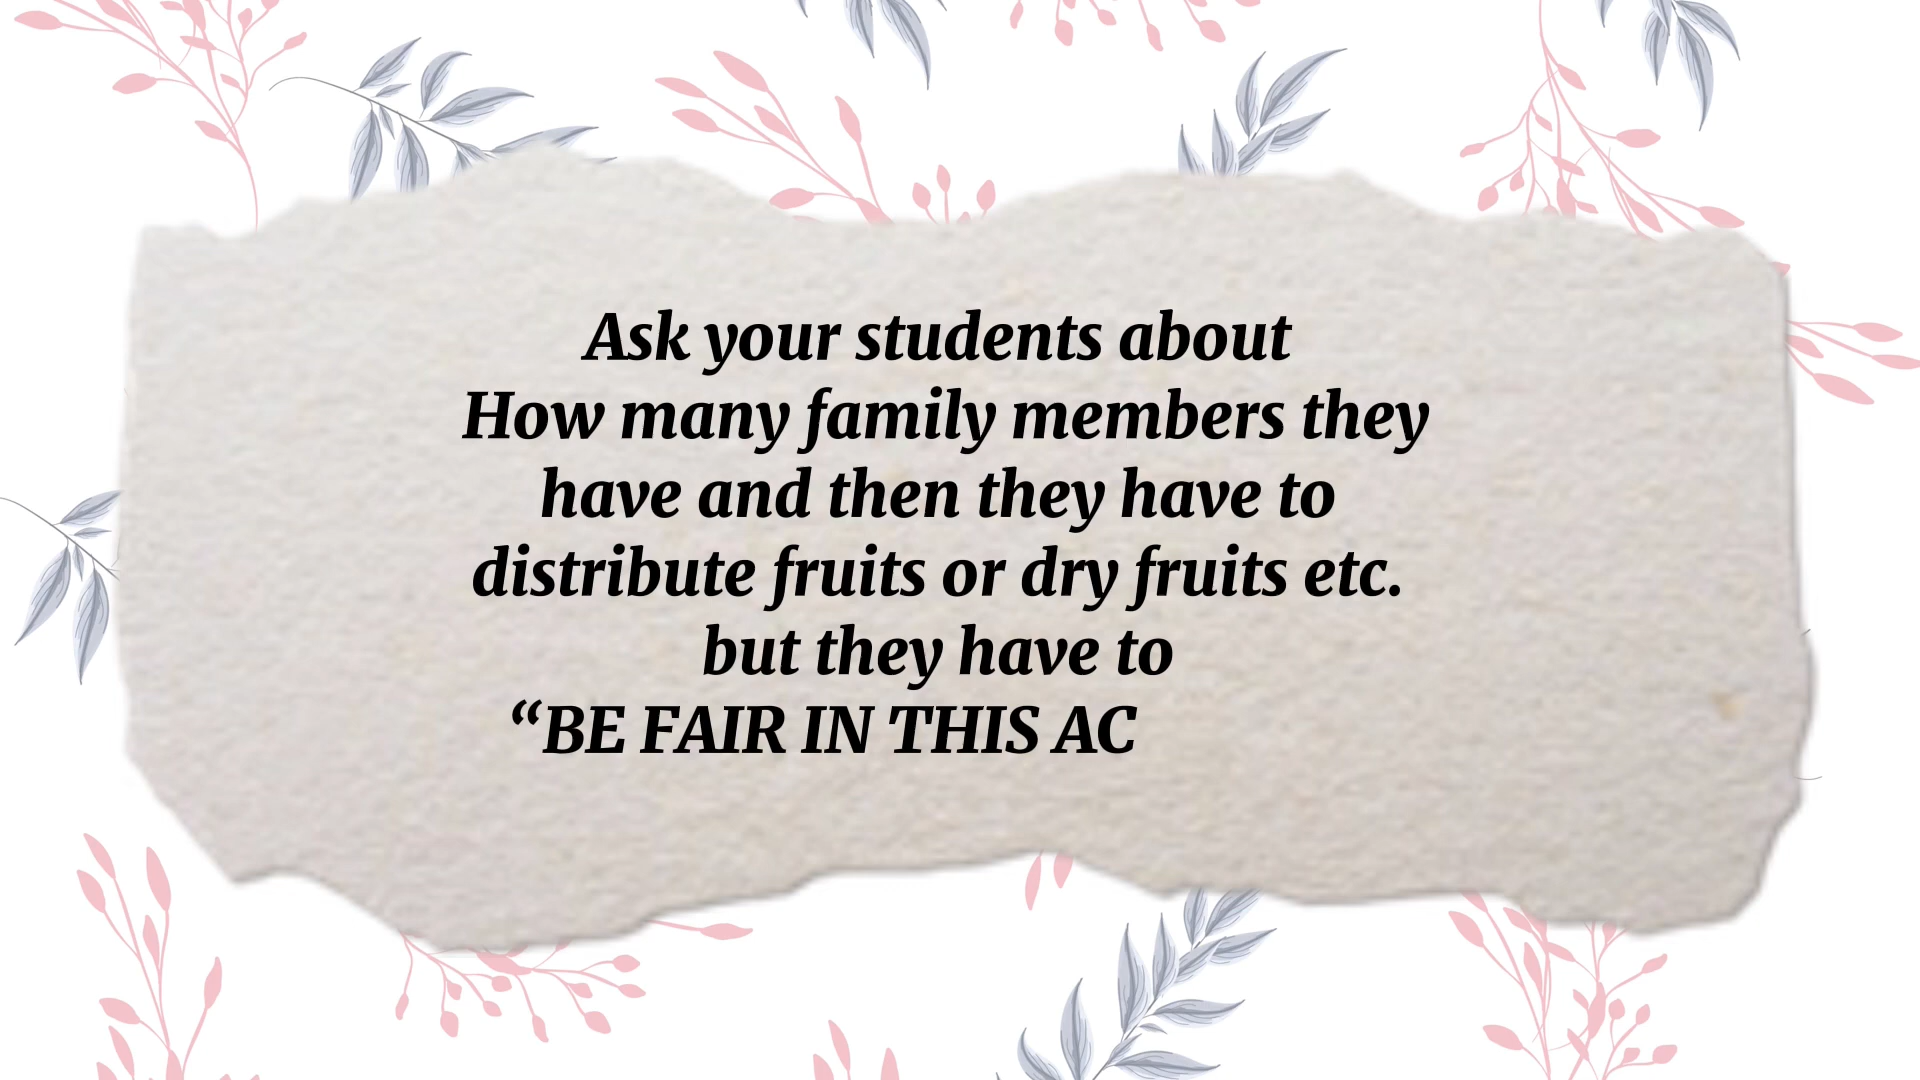 Ask your students about
How many family members they
have and then they have to
distribute fruits or dry fruits etc.
but they have to
“BE FAIR IN THIS AC